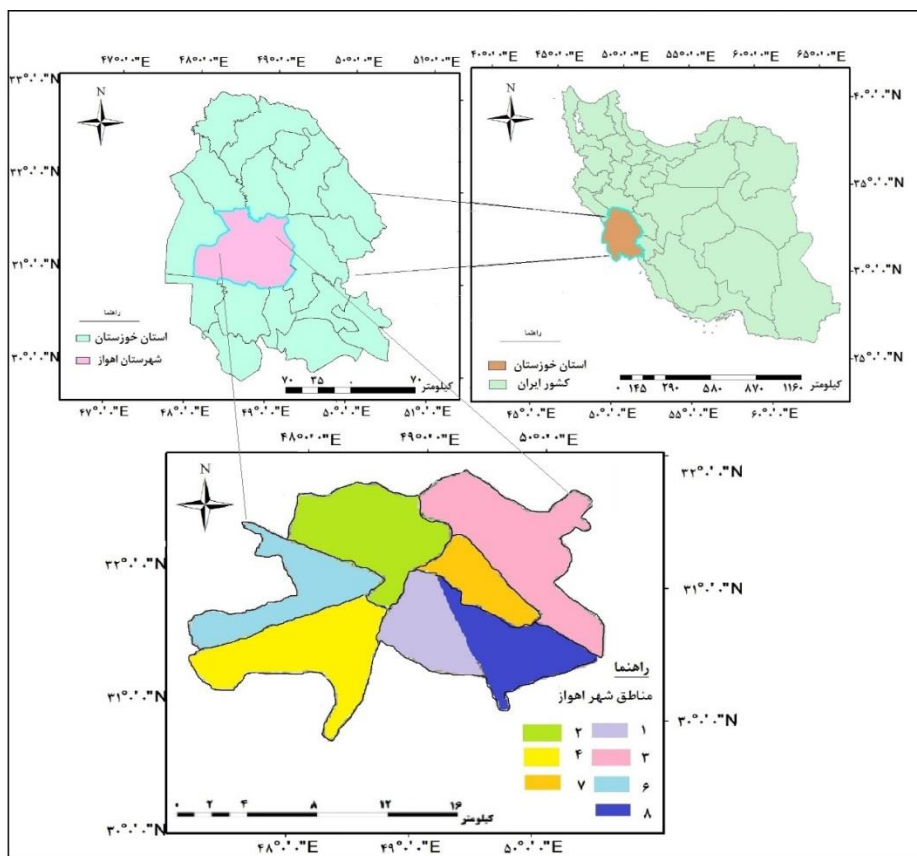 ۴۷°۰'۰"E ۴۸°۰'۰"E ۴۹°۰'۰"E ۵۰°۰'۰"E ۵۱°۰'۰"E
۳۳°۰'۰"N
۳۲°۰'۰"N
۳۱°۰'۰"N
۳۰°۰'۰"N
N
راهنما
استان خوزستان
شهرستان اهواز
۷۰ ۳۵ ۰ ۷۰ کیلومتر
۴۷°۰'۰"E ۴۸°۰'۰"E ۴۹°۰'۰"E ۵۰°۰'۰"E ۵۱°۰'۰"E
۴۰°۰'۰"E ۴۵°۰'۰"E ۵۰°۰'۰"E ۵۵°۰'۰"E ۶۰°۰'۰"E ۶۵°۰'۰"E
۴۰°۰'۰"N
۳۵°۰'۰"N
۳۰°۰'۰"N
۲۵°۰'۰"N
N
راهنما
استان خوزستان
کشور ایران
۰ ۱۴۵ ۲۹۰ ۵۸۰ ۸۷۰ ۱۱۶۰ کیلومتر
۴۵°۰'۰"E ۵۰°۰'۰"E ۵۵°۰'۰"E ۶۰°۰'۰"E
۴۸°۰'۰"E ۴۹°۰'۰"E ۵۰°۰'۰"E
۳۲°۰'۰"N
۳۱°۰'۰"N
۳۰°۰'۰"N
۳۲°۰'۰"N
۳۱°۰'۰"N
۳۰°۰'۰"N
N
راهنما
مناطق شهر اهواز
۱ ۲
۳ ۴
۶ ۷
۸
۰ ۲ ۴ ۸ ۱۲ ۱۶
کیلومتر
۴۸°۰'۰"E ۴۹°۰'۰"E ۵۰°۰'۰"E